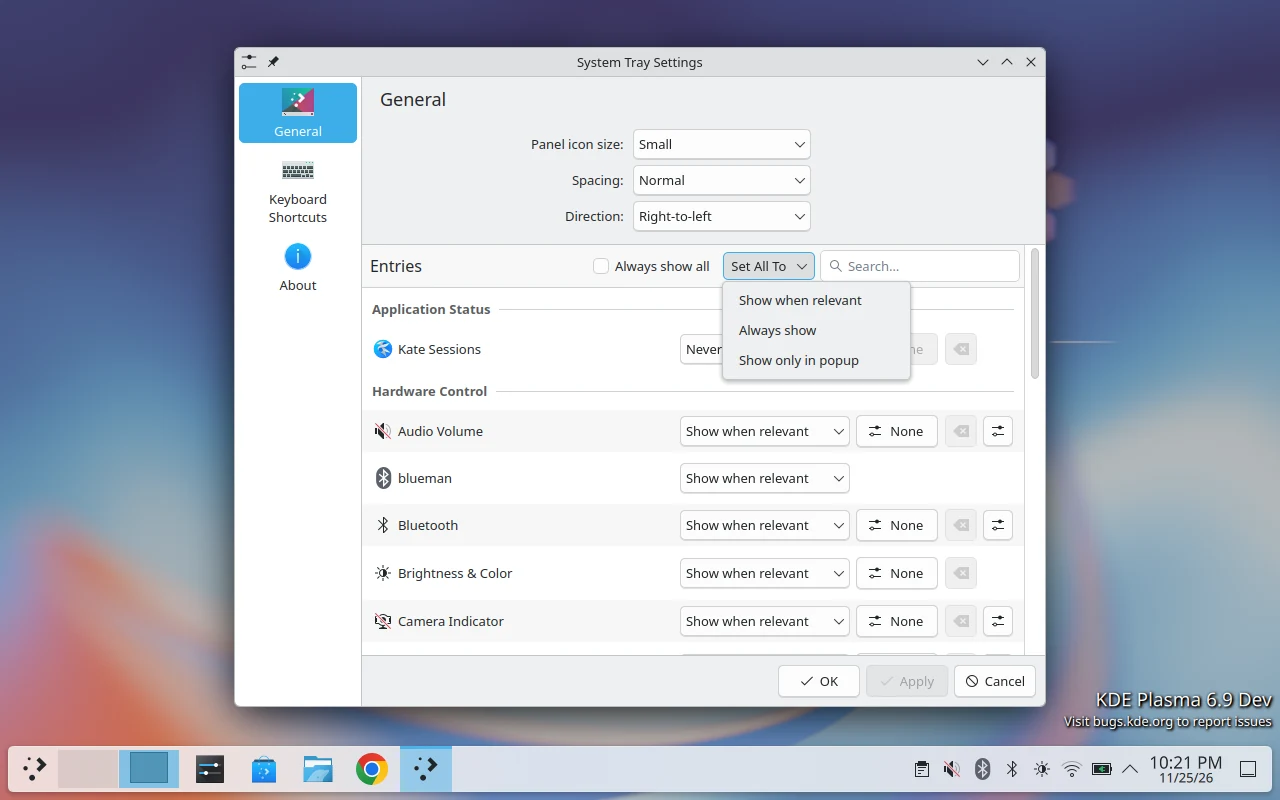 System Tray Settings
General
Keyboard
Shortcuts
About
General
Panel icon size: Small
Spacing: Normal
Direction: Right-to-left
Entries Always show all Set All To Search...
Show when relevant
Always show
Show only in popup
Application Status
Kate Sessions Never
Hardware Control
Audio Volume Show when relevant None
blueman Show when relevant
Bluetooth Show when relevant None
Brightness & Color Show when relevant None
Camera Indicator Show when relevant None
OK Apply Cancel
KDE Plasma 6.9 Dev
Visit bugs.kde.org to report issues
10:21 PM
11/25/26